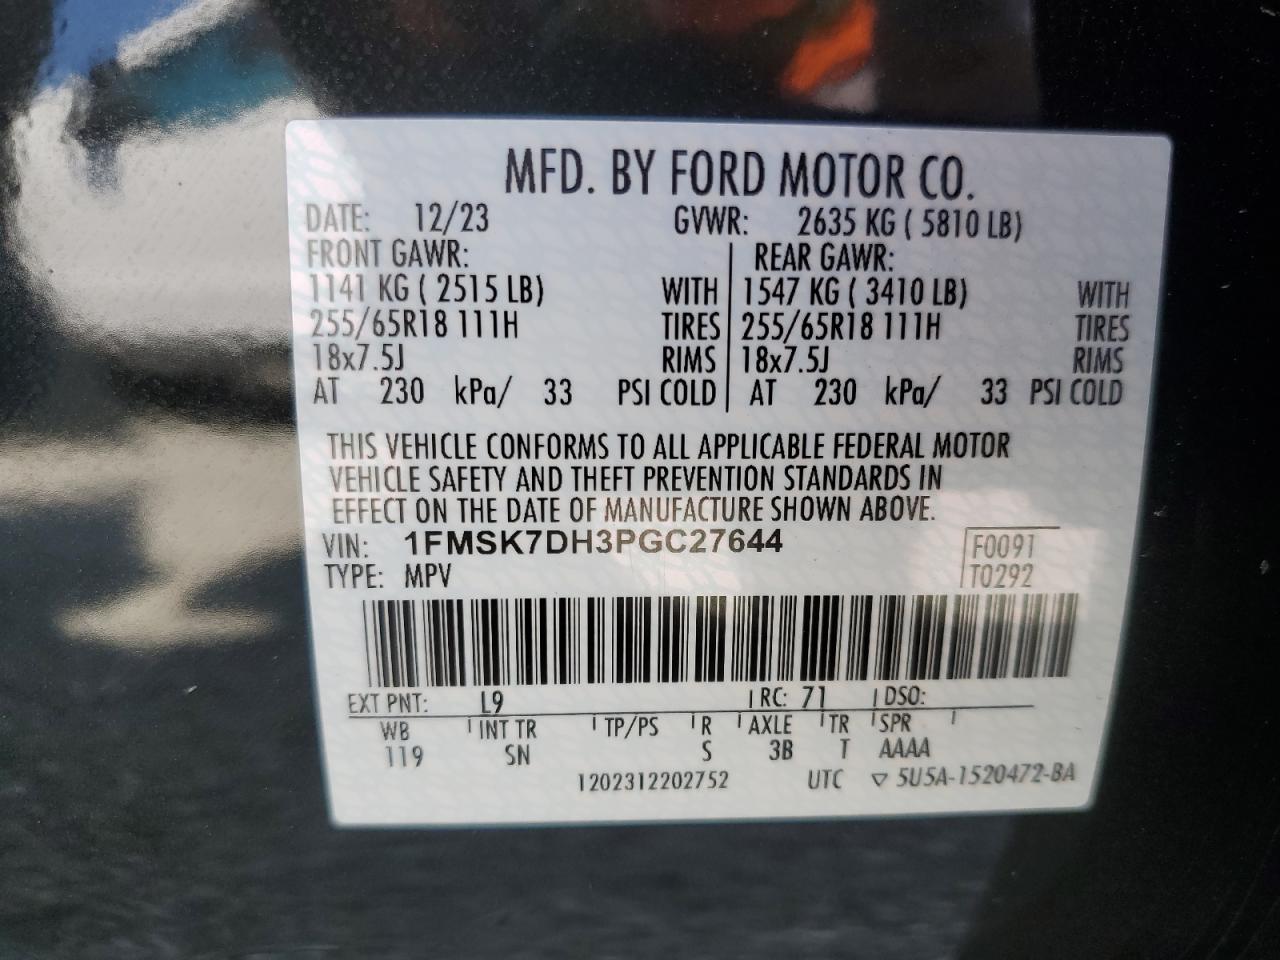 MFD. BY FORD MOTOR CO.
DATE: 12/23 GVWR: 2635 KG ( 5810 LB)
FRONT GAWR: REAR GAWR:
1141 KG ( 2515 LB) WITH 1547 KG ( 3410 LB) WITH
255/65R18 111H TIRES 255/65R18 111H TIRES
18x7.5J RIMS 18x7.5J RIMS
AT 230 kPa/ 33 PSI COLD AT 230 kPa/ 33 PSI COLD
THIS VEHICLE CONFORMS TO ALL APPLICABLE FEDERAL MOTOR
VEHICLE SAFETY AND THEFT PREVENTION STANDARDS IN
EFFECT ON THE DATE OF MANUFACTURE SHOWN ABOVE.
VIN: 1FMSK7DH3PGC27644 F0091
TYPE: MPV T0292
EXT PNT: L9 RC: 71 DSO:
WB INT TR TP/PS R AXLE TR SPR
119 SN S 3B T AAAA
1202312202752 UTC ▽ 5U5A-1520472-BA